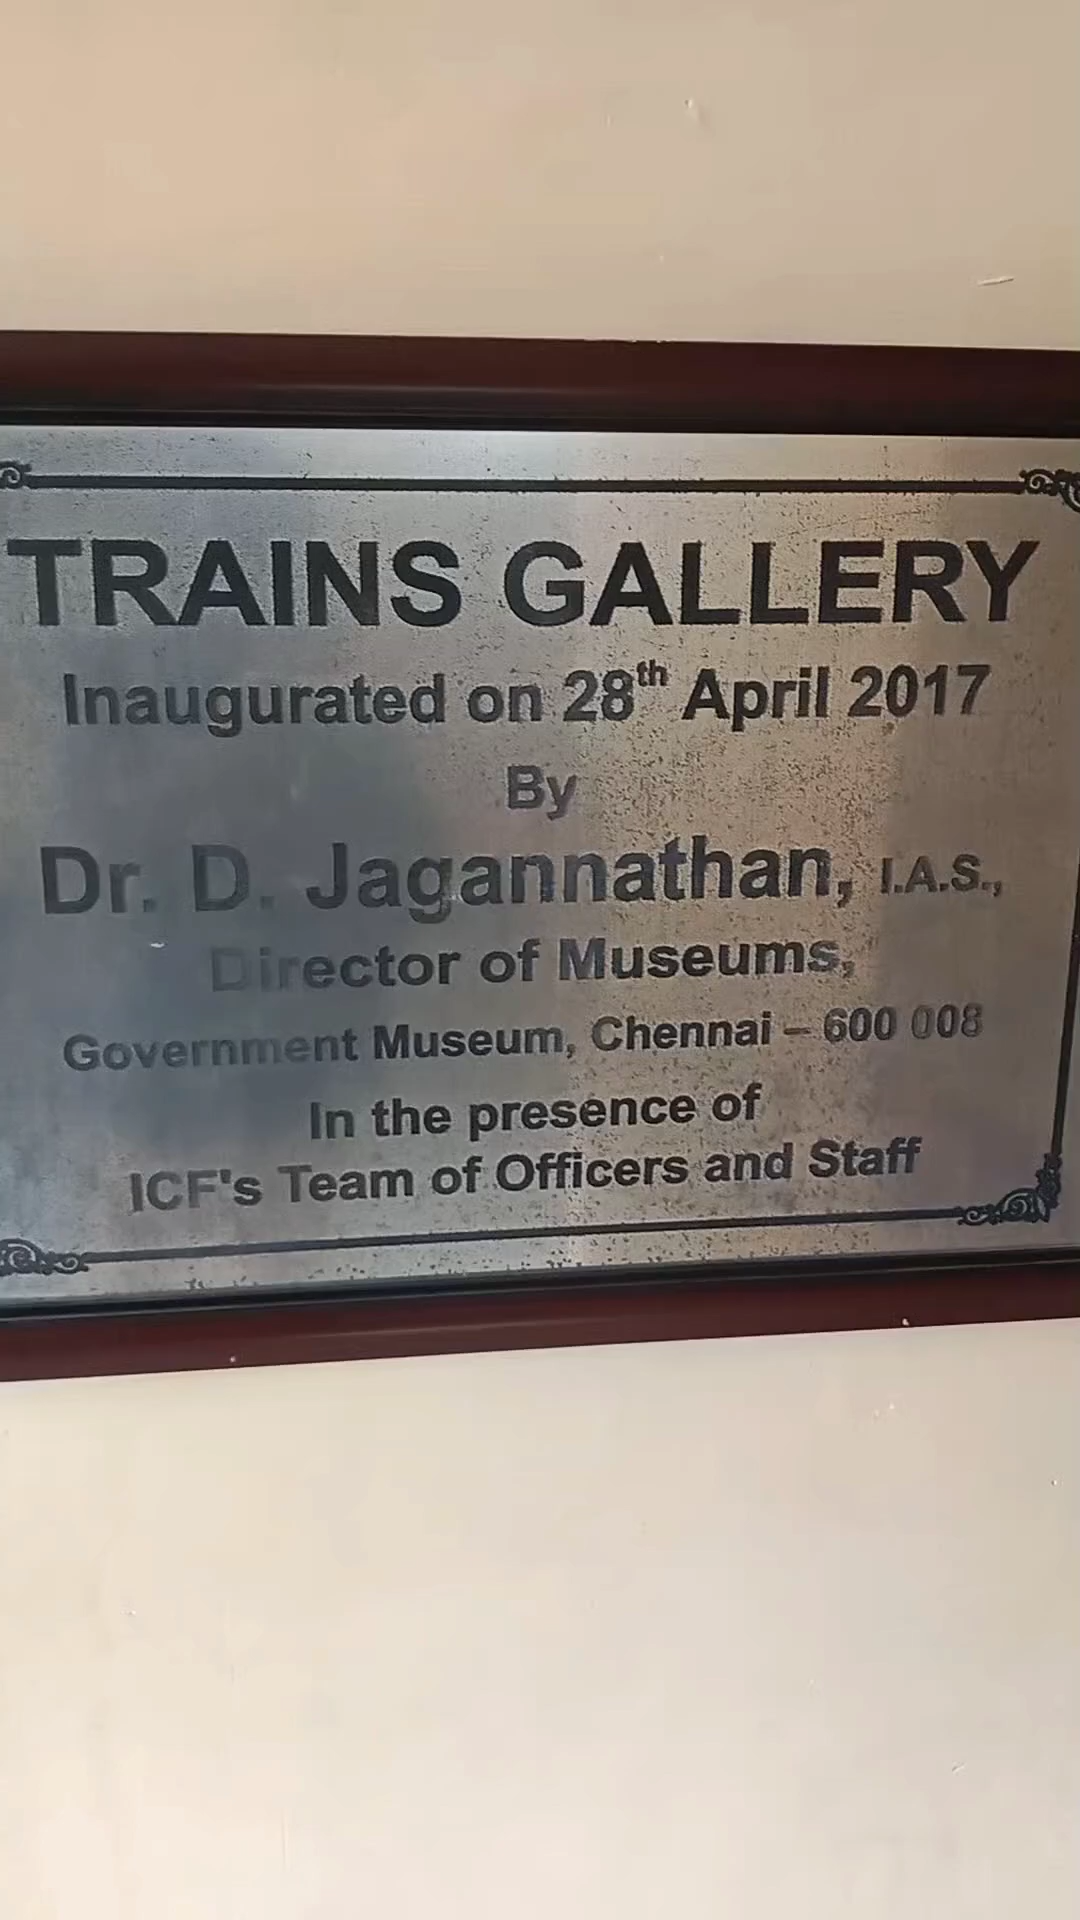 TRAINS GALLERY
Inaugurated on 28th April 2017
By
Dr. D. Jagannathan, I.A.S.,
Director of Museums,
Government Museum, Chennai – 600 008
In the presence of
ICF's Team of Officers and Staff